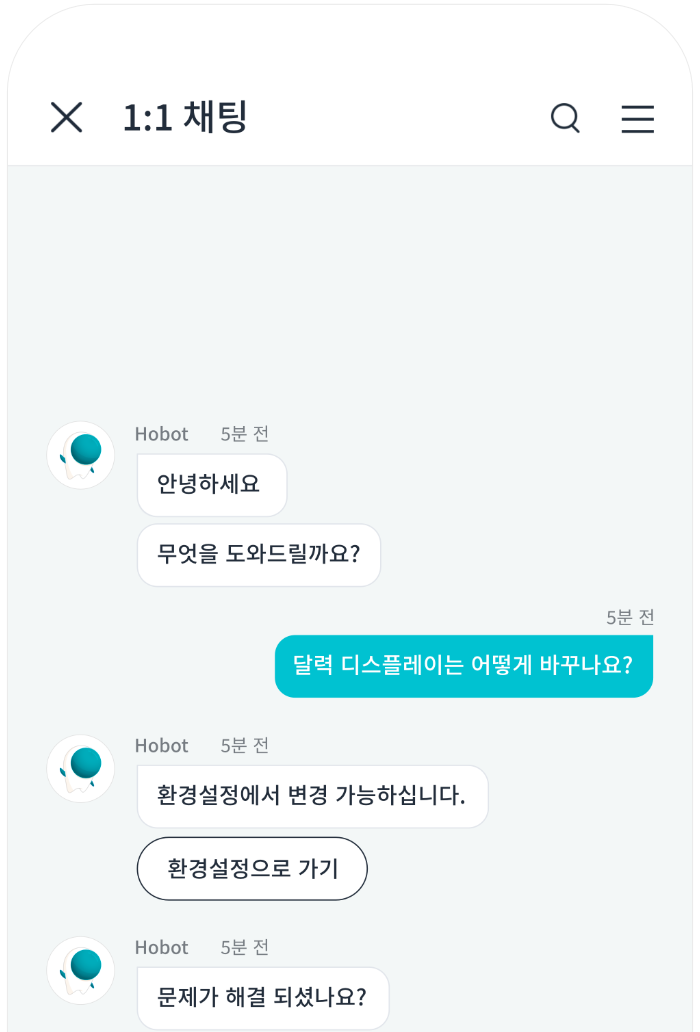 1:1 채팅
Hobot 5분 전
안녕하세요
무엇을 도와드릴까요?
5분 전
달력 디스플레이는 어떻게 바꾸나요?
Hobot 5분 전
환경설정에서 변경 가능하십니다.
환경설정으로 가기
Hobot 5분 전
문제가 해결 되셨나요?